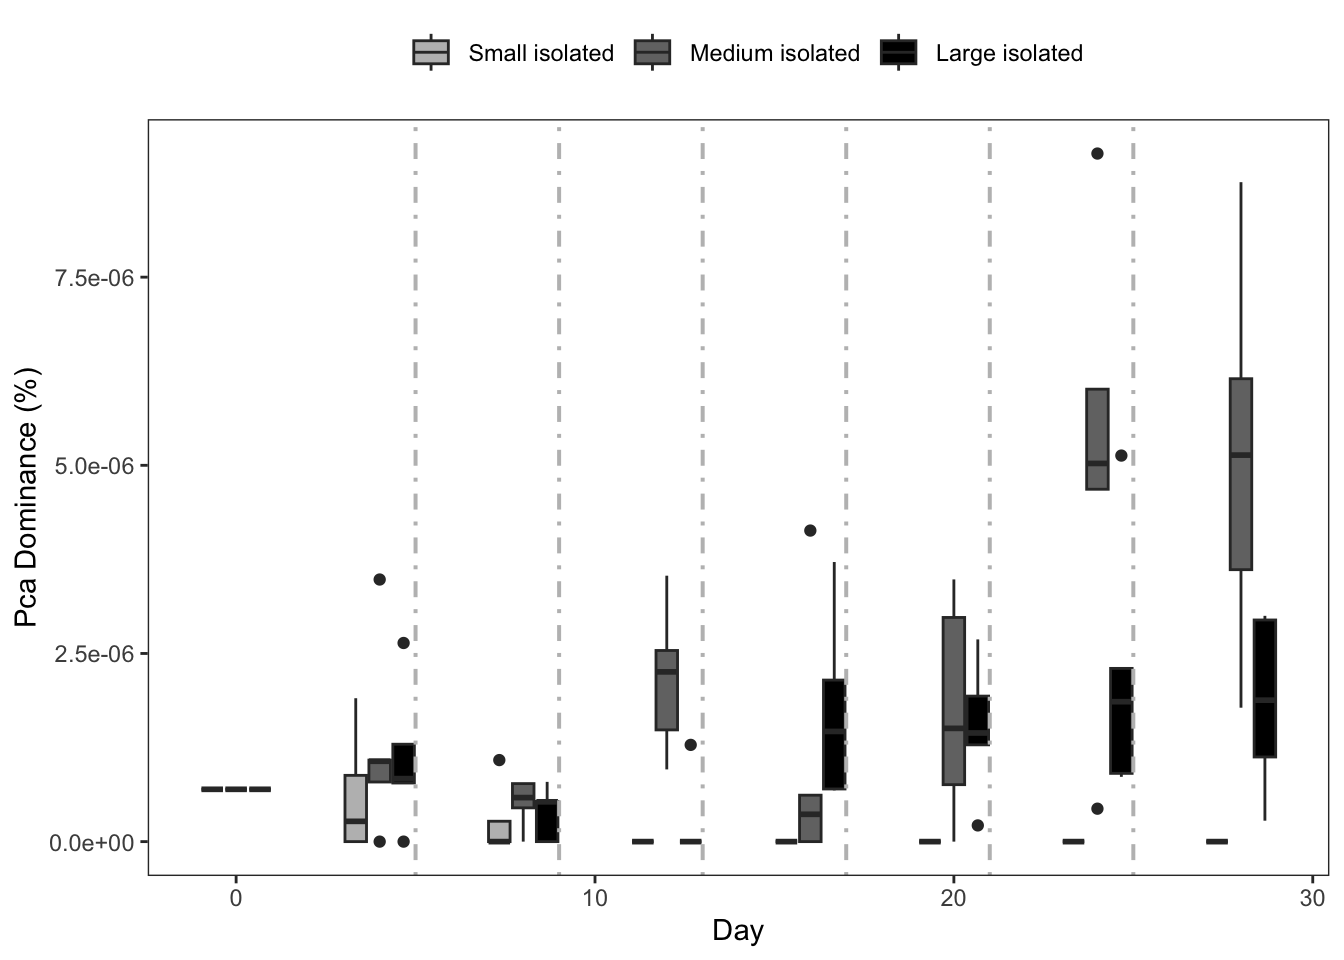 Small isolated Medium isolated Large isolated
Pca Dominance (%)
7.5e-06
5.0e-06
2.5e-06
0.0e+00
0 10 20 30
Day